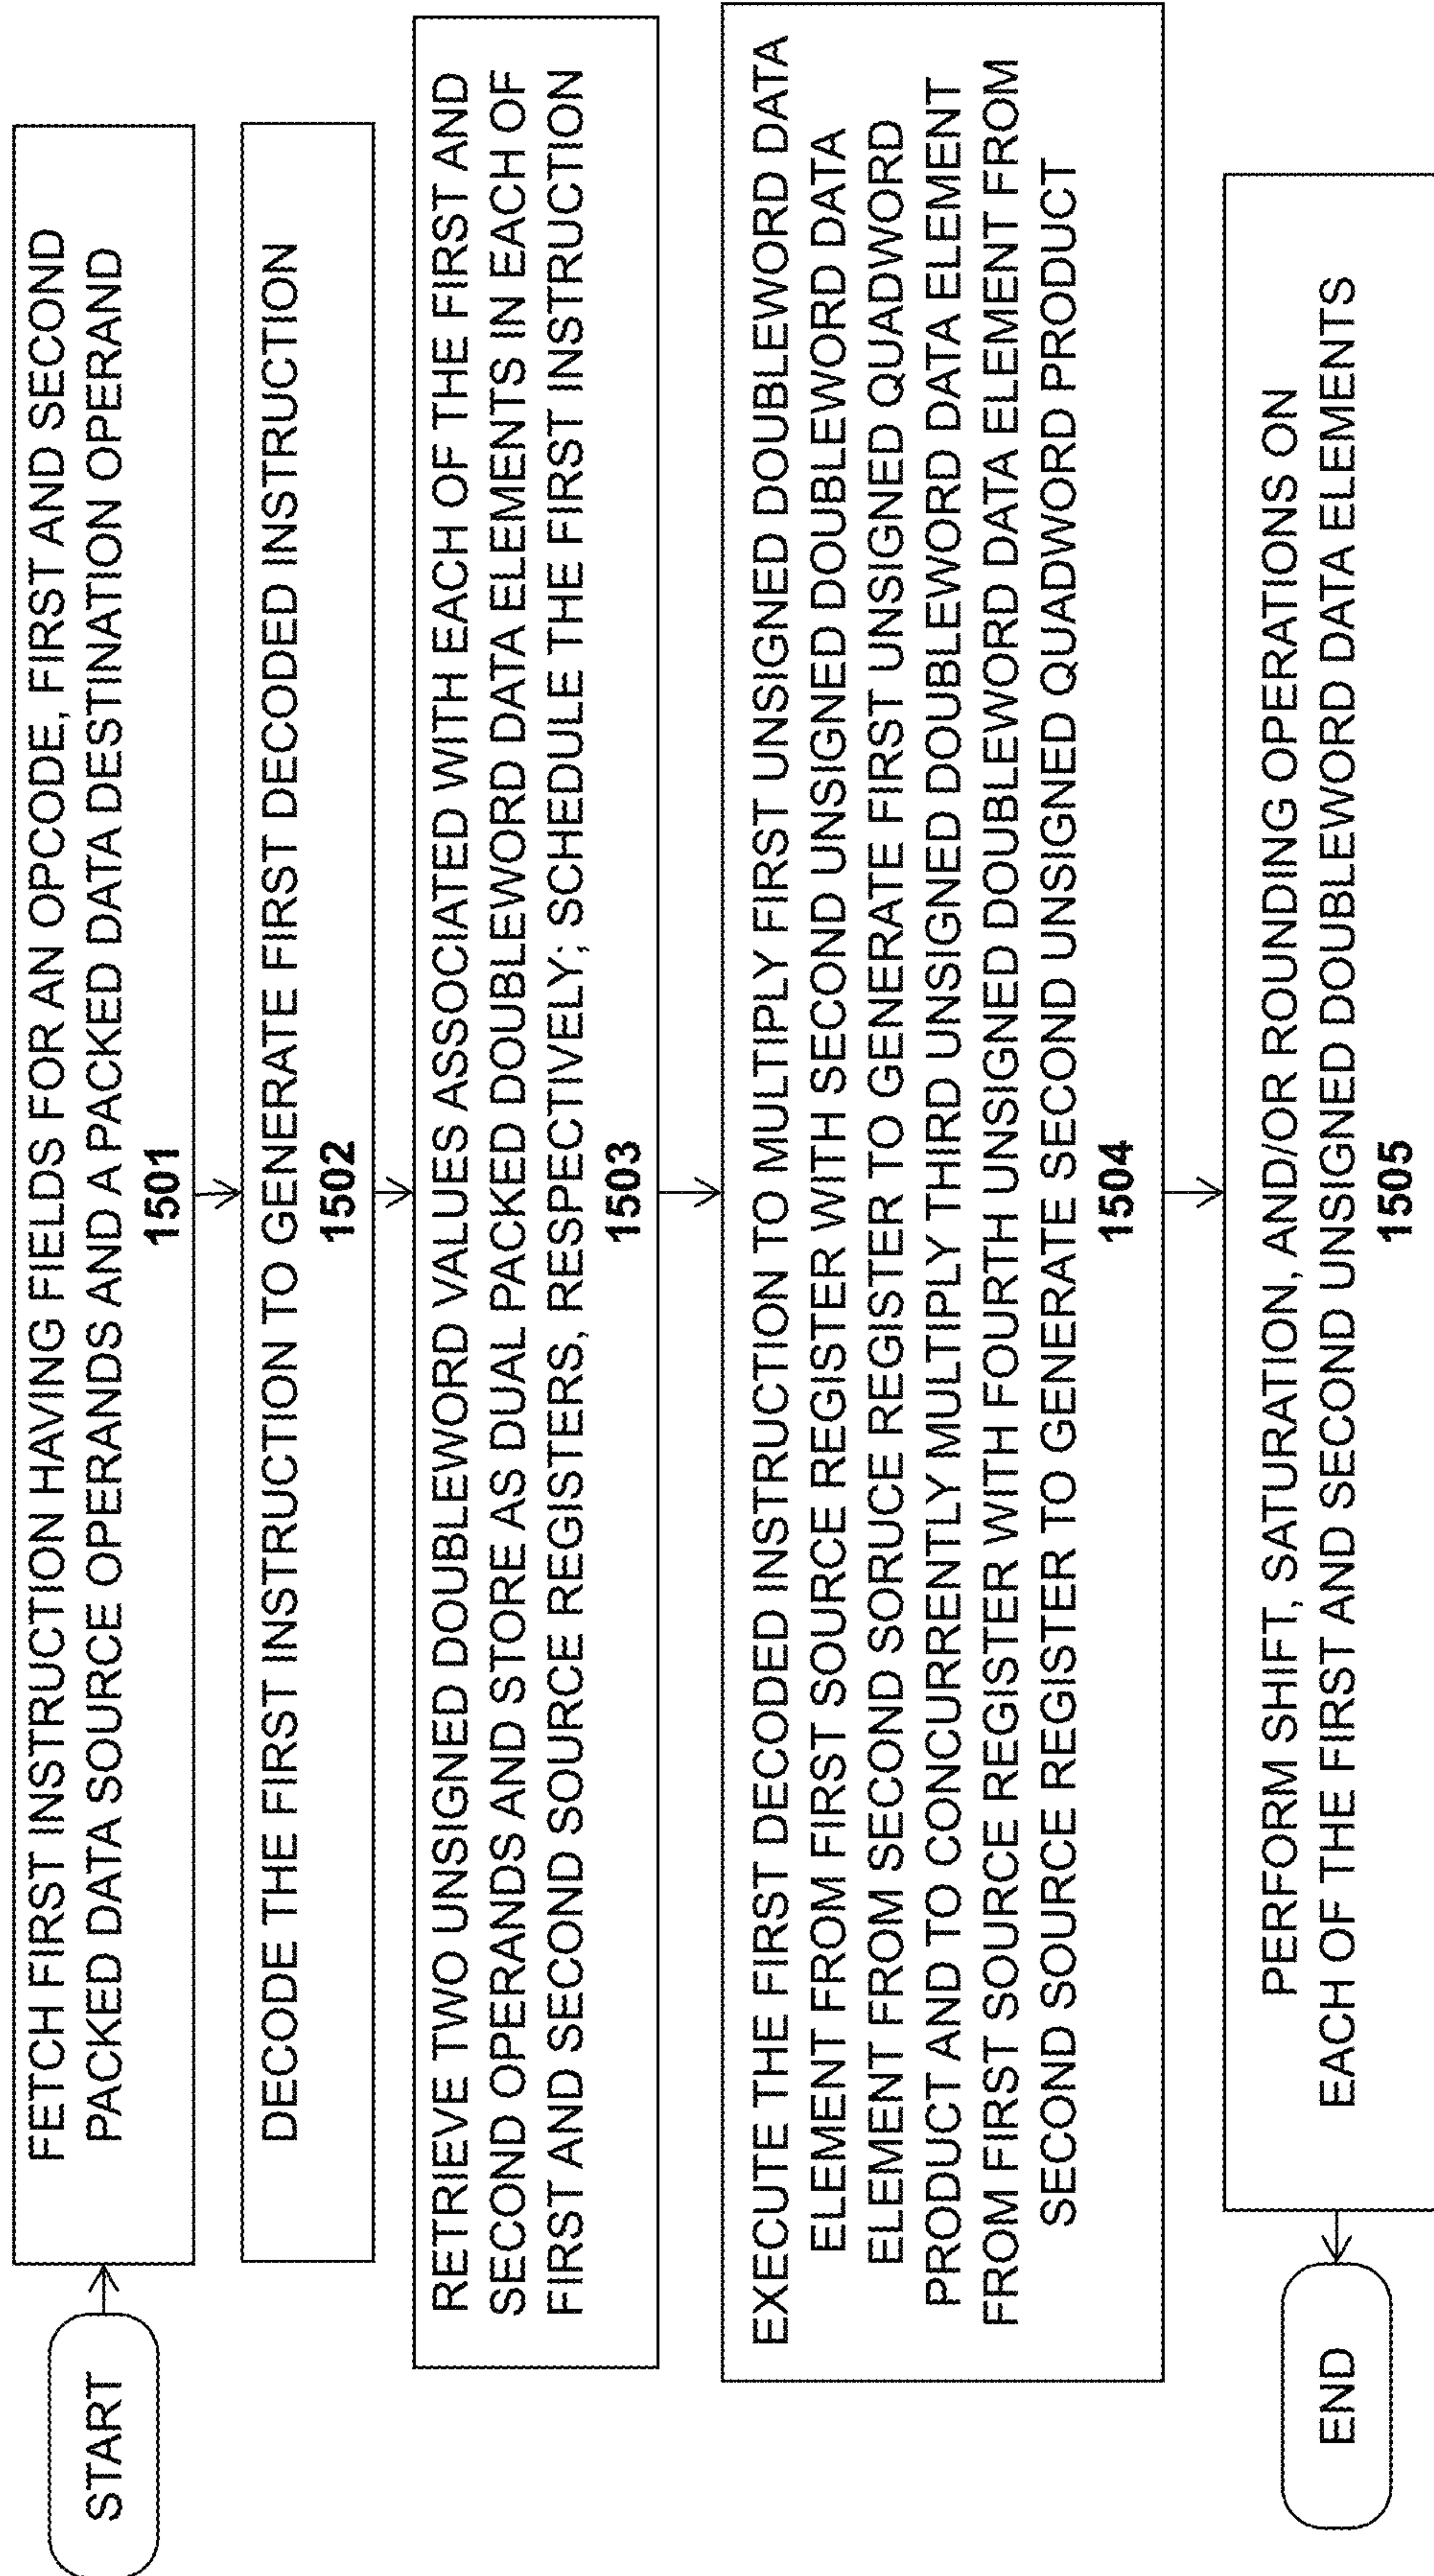 START
FETCH FIRST INSTRUCTION HAVING FIELDS FOR AN OPCODE, FIRST AND SECOND
PACKED DATA SOURCE OPERANDS AND A PACKED DATA DESTINATION OPERAND
1501
DECODE THE FIRST INSTRUCTION TO GENERATE FIRST DECODED INSTRUCTION
1502
RETRIEVE TWO UNSIGNED DOUBLEWORD VALUES ASSOCIATED WITH EACH OF THE FIRST AND
SECOND OPERANDS AND STORE AS DUAL PACKED DOUBLEWORD DATA ELEMENTS IN EACH OF
FIRST AND SECOND SOURCE REGISTERS, RESPECTIVELY; SCHEDULE THE FIRST INSTRUCTION
1503
EXECUTE THE FIRST DECODED INSTRUCTION TO MULTIPLY FIRST UNSIGNED DOUBLEWORD DATA
ELEMENT FROM FIRST SOURCE REGISTER WITH SECOND UNSIGNED DOUBLEWORD DATA
ELEMENT FROM SECOND SORUCE REGISTER TO GENERATE FIRST UNSIGNED QUADWORD
PRODUCT AND TO CONCURRENTLY MULTIPLY THIRD UNSIGNED DOUBLEWORD DATA ELEMENT
FROM FIRST SOURCE REGISTER WITH FOURTH UNSIGNED DOUBLEWORD DATA ELEMENT FROM
SECOND SOURCE REGISTER TO GENERATE SECOND UNSIGNED QUADWORD PRODUCT
1504
PERFORM SHIFT, SATURATION, AND/OR ROUNDING OPERATIONS ON
EACH OF THE FIRST AND SECOND UNSIGNED DOUBLEWORD DATA ELEMENTS
1505
END